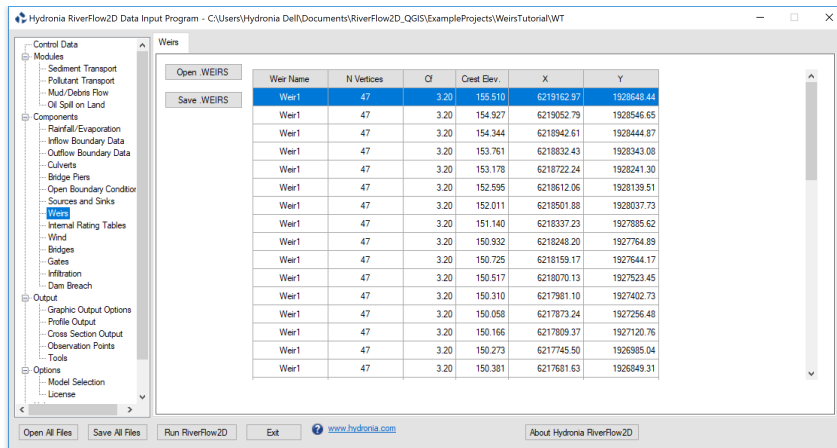 Hydronia RiverFlow2D Data Input Program - C:\Users\Hydronia Dell\Documents\RiverFlow2D_QGIS\ExampleProjects\WeirsTutorial\WT
Control Data
Modules
Sediment Transport
Pollutant Transport
Mud/Debris Flow
Oil Spill on Land
Components
Rainfall/Evaporation
Inflow Boundary Data
Outflow Boundary Data
Culverts
Bridge Piers
Open Boundary Condition
Sources and Sinks
Weirs
Internal Rating Tables
Wind
Bridges
Gates
Infiltration
Dam Breach
Output
Graphic Output Options
Profile Output
Cross Section Output
Observation Points
Tools
Options
Model Selection
License
Weirs
Open .WEIRS
Save .WEIRS
Weir Name N Vertices Cf Crest Elev. X Y
Weir1 47 3.20 155.510 6219162.97 1928648.44
Weir1 47 3.20 154.927 6219052.79 1928546.65
Weir1 47 3.20 154.344 6218942.61 1928444.87
Weir1 47 3.20 153.761 6218832.43 1928343.08
Weir1 47 3.20 153.178 6218722.24 1928241.30
Weir1 47 3.20 152.595 6218612.06 1928139.51
Weir1 47 3.20 152.011 6218501.88 1928037.73
Weir1 47 3.20 151.140 6218337.23 1927885.62
Weir1 47 3.20 150.932 6218248.20 1927764.89
Weir1 47 3.20 150.725 6218159.17 1927644.17
Weir1 47 3.20 150.517 6218070.13 1927523.45
Weir1 47 3.20 150.310 6217981.10 1927402.73
Weir1 47 3.20 150.058 6217873.24 1927256.48
Weir1 47 3.20 150.166 6217809.37 1927120.76
Weir1 47 3.20 150.273 6217745.50 1926985.04
Weir1 47 3.20 150.381 6217681.63 1926849.31
Open All Files
Save All Files
Run RiverFlow2D
Exit
www.hydronia.com
About Hydronia RiverFlow2D